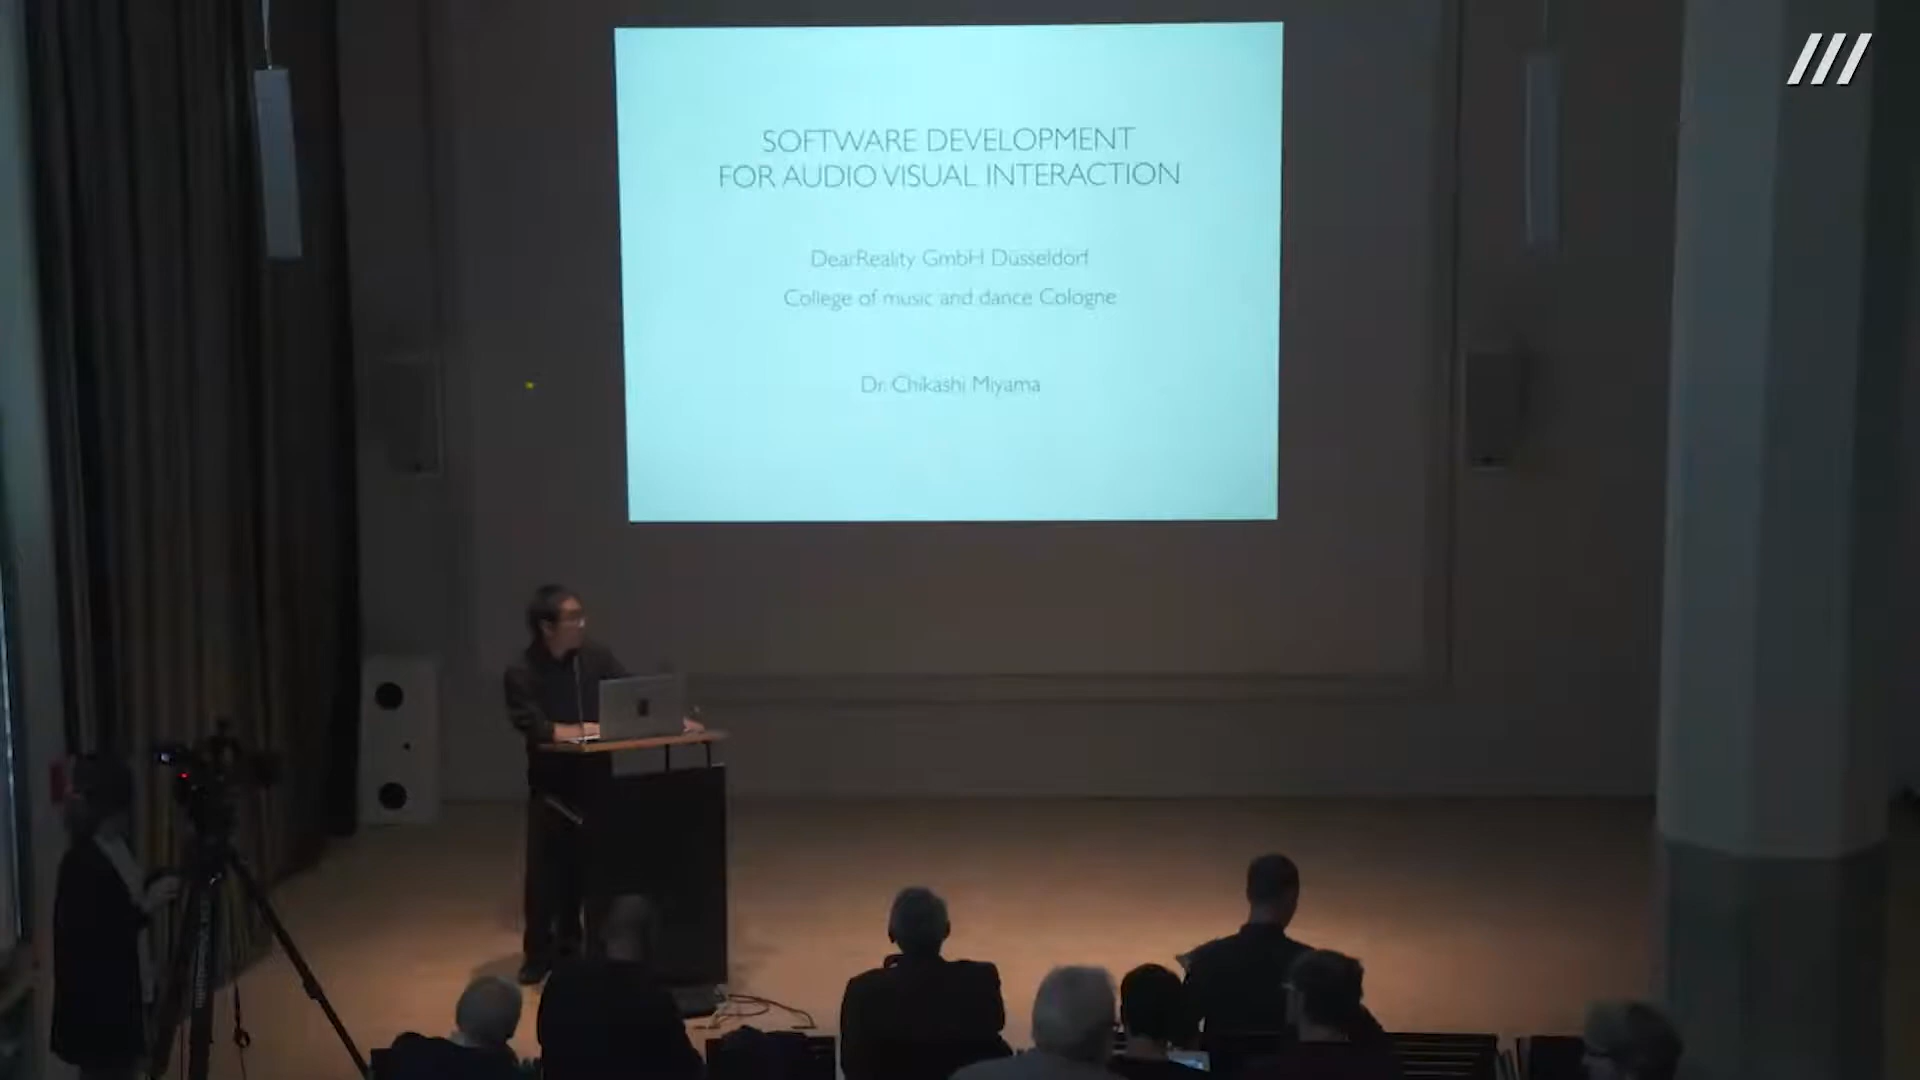 SOFTWARE DEVELOPMENT
FOR AUDIO VISUAL INTERACTION
DearReality GmbH Düsseldorf
College of music and dance Cologne
Dr. Chikashi Miyama